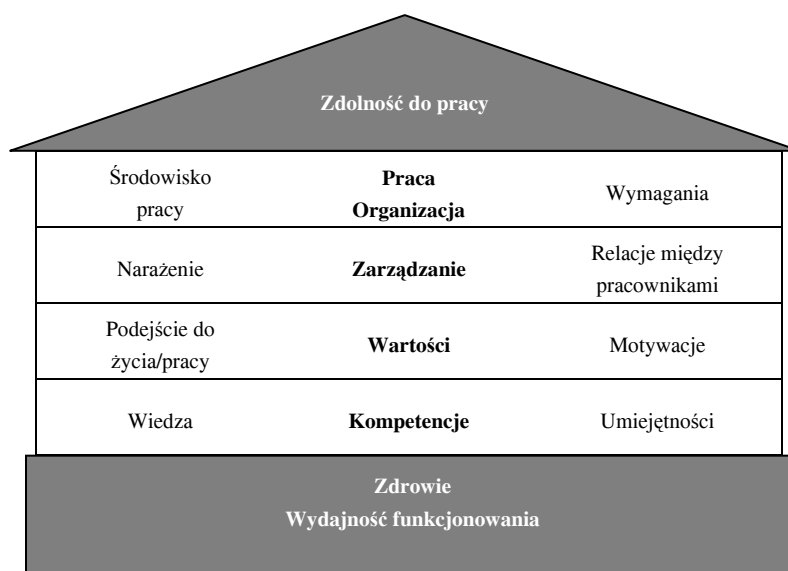 Zdolność do pracy
Środowisko
pracy
Praca
Organizacja
Wymagania
Narażenie
Zarządzanie
Relacje między
pracownikami
Podejście do
życia/pracy
Wartości
Motywacje
Wiedza
Kompetencje
Umiejętności
Zdrowie
Wydajność funkcjonowania